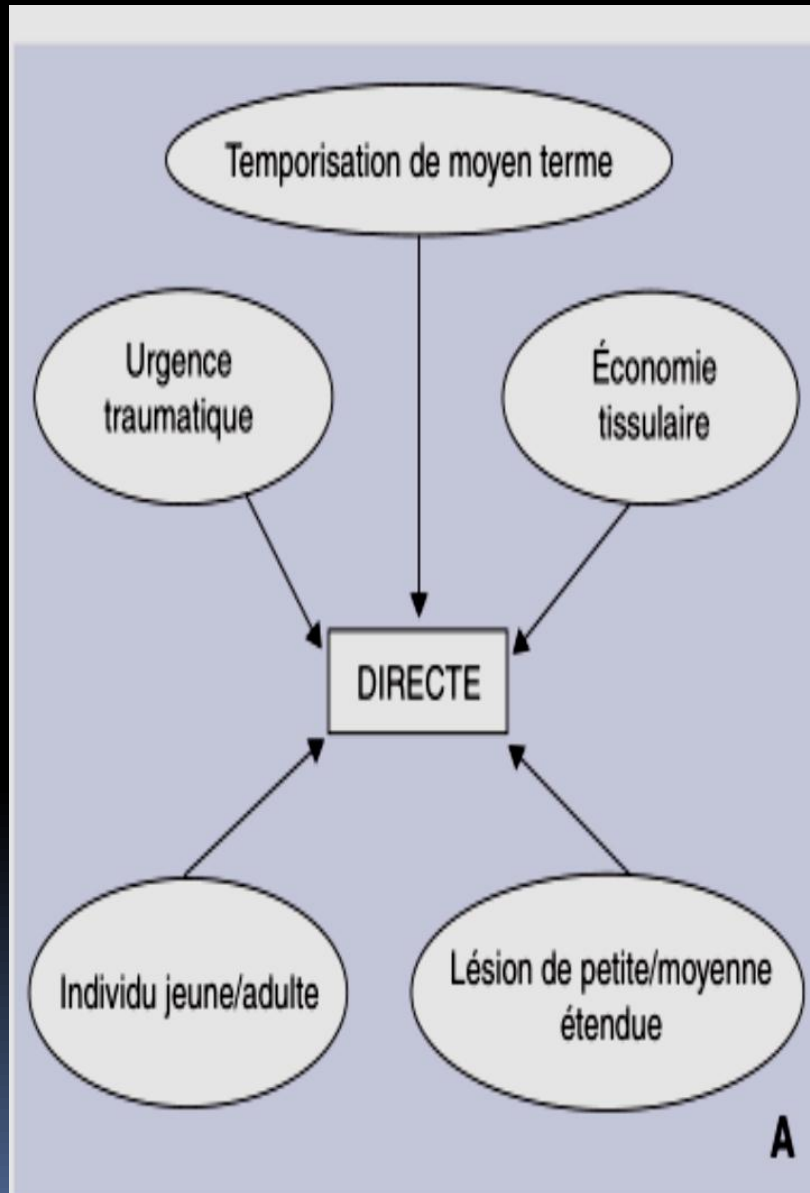 Temporisation de moyen terme
Urgence
traumatique
Économie
tissulaire
DIRECTE
Individu jeune/adulte
Lésion de petite/moyenne
étendue
A